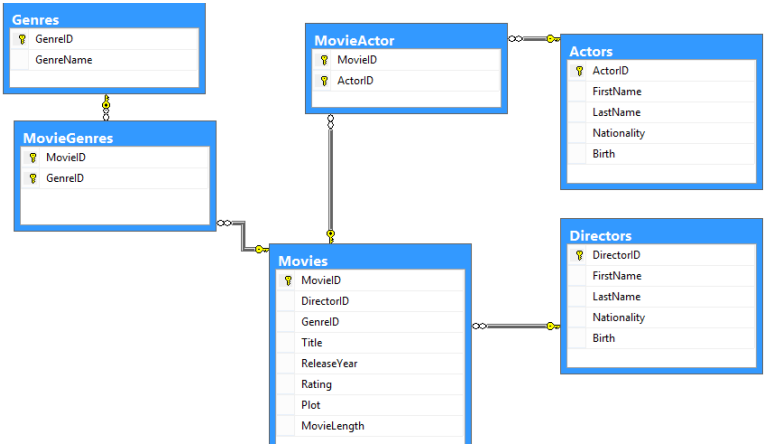 Genres
GenreID
GenreName
MovieGenres
MovieID
GenreID
MovieActor
MovieID
ActorID
Actors
ActorID
FirstName
LastName
Nationality
Birth
Movies
MovieID
DirectorID
GenreID
Title
ReleaseYear
Rating
Plot
MovieLength
Directors
DirectorID
FirstName
LastName
Nationality
Birth